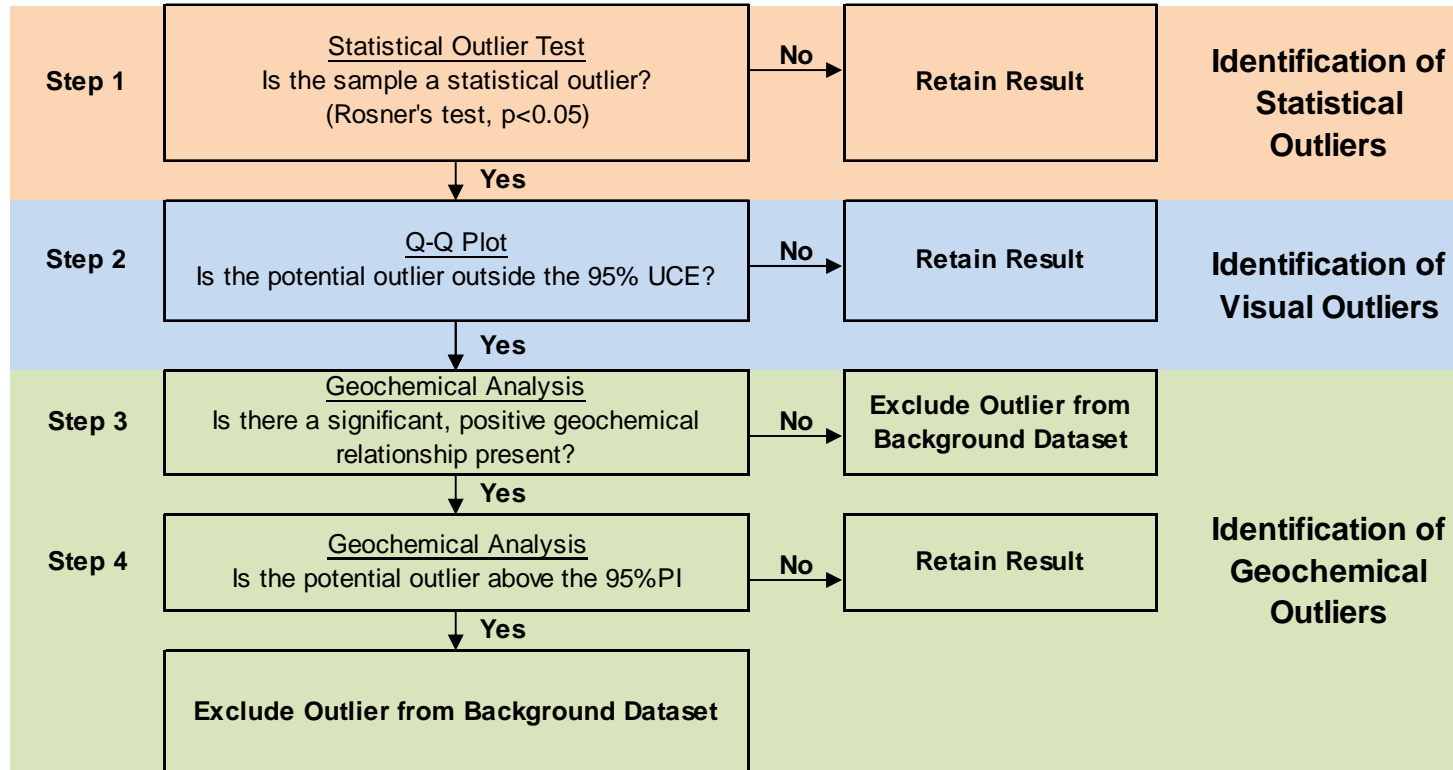 Step 1
Statistical Outlier Test
Is the sample a statistical outlier?
(Rosner's test, p<0.05)
No
Retain Result
Identification of
Statistical
Outliers
Yes
Step 2
Q-Q Plot
Is the potential outlier outside the 95% UCE?
No
Retain Result
Identification of
Visual Outliers
Yes
Step 3
Geochemical Analysis
Is there a significant, positive geochemical
relationship present?
No
Exclude Outlier from
Background Dataset
Yes
Step 4
Geochemical Analysis
Is the potential outlier above the 95%PI
No
Retain Result
Identification of
Geochemical
Outliers
Yes
Exclude Outlier from Background Dataset